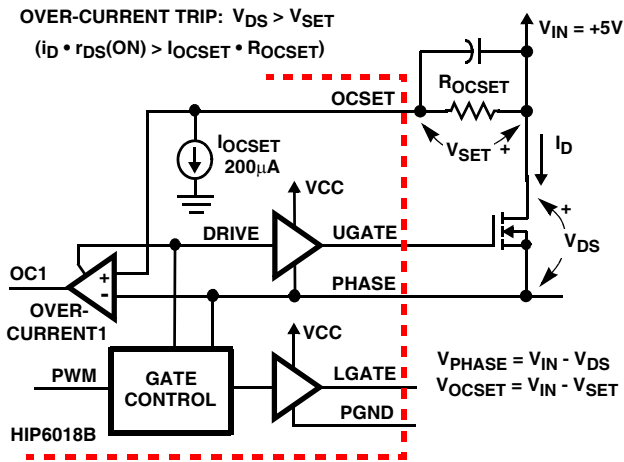 OVER-CURRENT TRIP: VDS > VSET
(iD • rDS(ON) > IOCSET • ROCSET)
VIN = +5V
OCSET
ROCSET
IOCSET
200µA
VSET +
ID
VCC
DRIVE
UGATE
+
VDS
OC1
+
-
PHASE
OVER-
CURRENT1
VCC
PWM
GATE
CONTROL
LGATE
PGND
VPHASE = VIN - VDS
VOCSET = VIN - VSET
HIP6018B